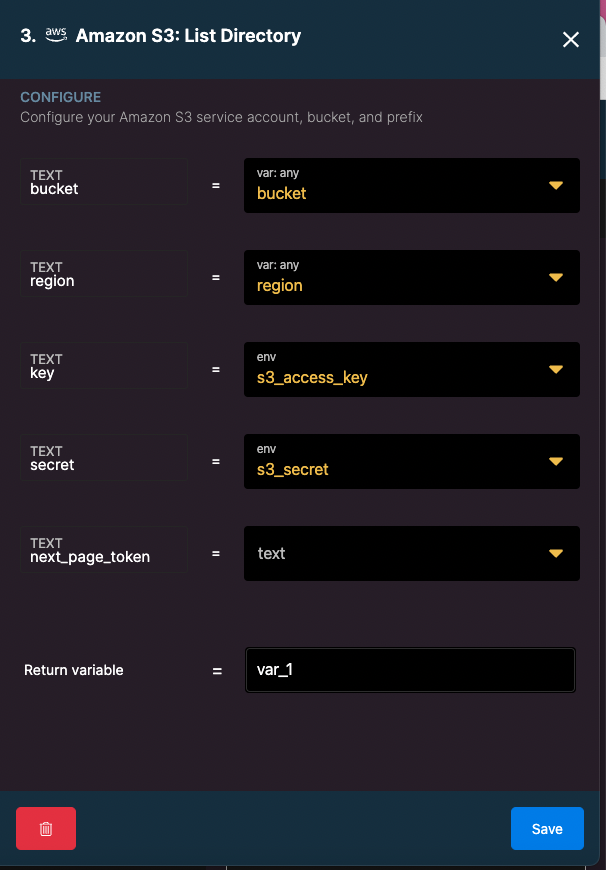 3. aws Amazon S3: List Directory
CONFIGURE
Configure your Amazon S3 service account, bucket, and prefix
TEXT
bucket
=
var: any
bucket
TEXT
region
=
var: any
region
TEXT
key
=
env
s3_access_key
TEXT
secret
=
env
s3_secret
TEXT
next_page_token
=
text
Return variable
=
var_1
Save